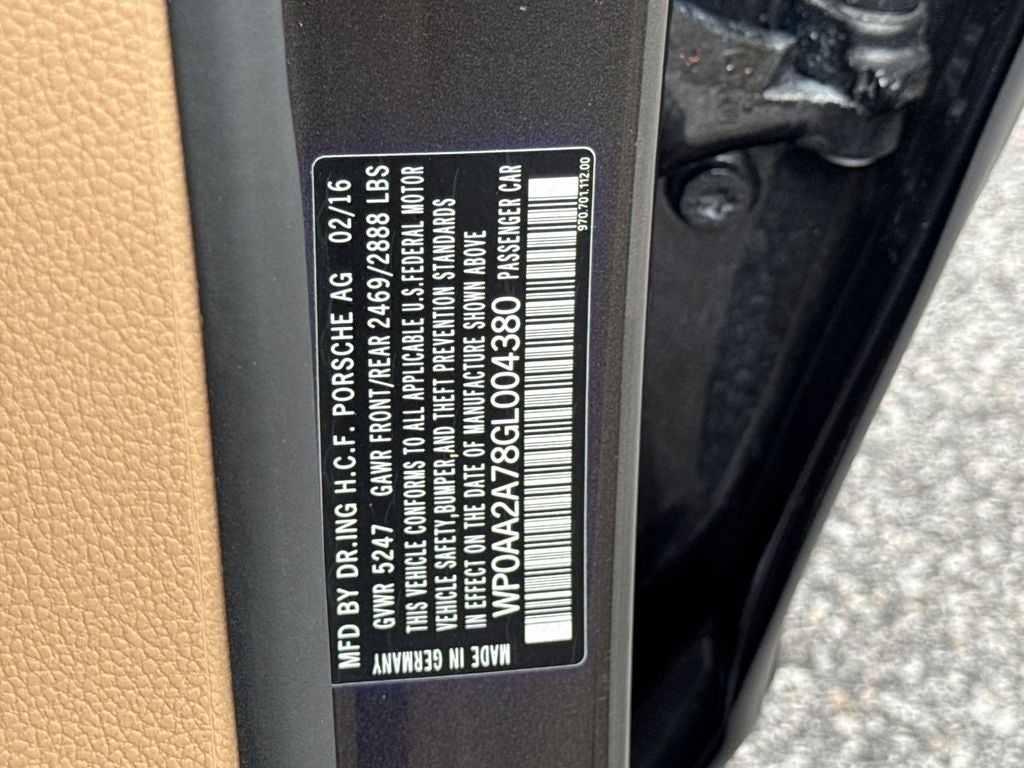 MFD BY DR.ING H.C.F. PORSCHE AG 02/16
GVWR 5247 GAWR FRONT/REAR 2469/2888 LBS
THIS VEHICLE CONFORMS TO ALL APPLICABLE U.S.FEDERAL MOTOR
VEHICLE SAFETY,BUMPER,AND THEFT PREVENTION STANDARDS
IN EFFECT ON THE DATE OF MANUFACTURE SHOWN ABOVE
WP0AA2A78GL004380 PASSENGER CAR
970.701.112.00
MADE IN GERMANY